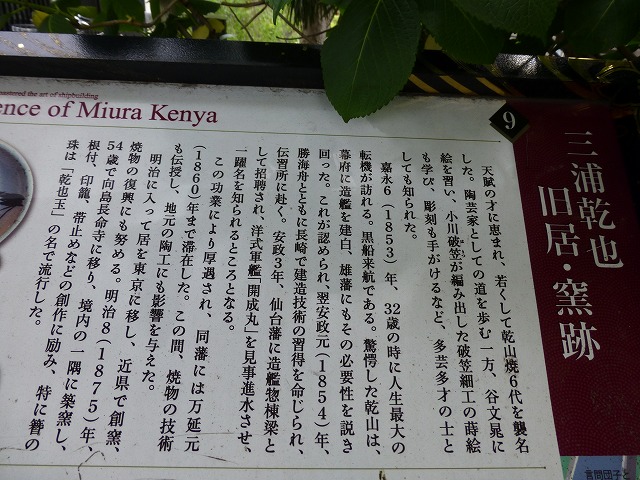 mastered the art of shipbuilding
ence of Miura Kenya
9
三浦乾也
旧居・窯跡
天賦の才に恵まれ、若くして乾山焼6代を襲名
した。陶芸家としての道を歩む一方、谷文晁に
絵を習い、小川破笠が編み出した破笠細工の蒔絵
も学び、彫刻も手がけるなど、多芸多才の士と
しても知られた。
嘉永6(1853)年、32歳の時に人生最大の
転機が訪れる。黒船来航である。驚愕した乾山は、
幕府に造艦を建白、雄藩にもその必要性を説き
回った。これが認められ、翌安政元(1854)年、
勝海舟とともに長崎で建造技術の習得を命じられ、
伝習所に赴く。安政3年、仙台藩に造艦惣棟梁と
して招聘され、洋式軍艦「開成丸」を見事進水させ、
一躍名を知られるところとなる。
この功業により厚遇され、同藩には万延元
(1860)年まで滞在した。この間、焼物の技術
も伝授し、地元の陶工にも影響を与えた。
明治に入って居を東京に移し、近県で創窯、
焼物の復興にも努める。明治8(1875)年、
54歳で向島長命寺に移り、境内の一隅に築窯し、
根付、印籠、帯止めなどの創作に励み、特に簪の
珠は「乾也玉」の名で流行した。
言問団子と